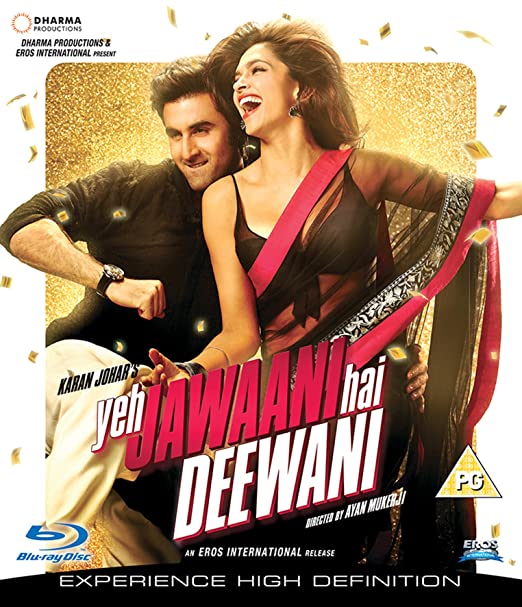 DHARMA
PRODUCTIONS
DHARMA PRODUCTIONS &
EROS INTERNATIONAL PRESENT
KARAN JOHAR'S
yeh JAWAANI hai
DEEWANI
DIRECTED BY AYAN MUKERJI
PG
Blu-ray Disc
AN EROS INTERNATIONAL RELEASE
EROS
INTERNATIONAL
EXPERIENCE HIGH DEFINITION